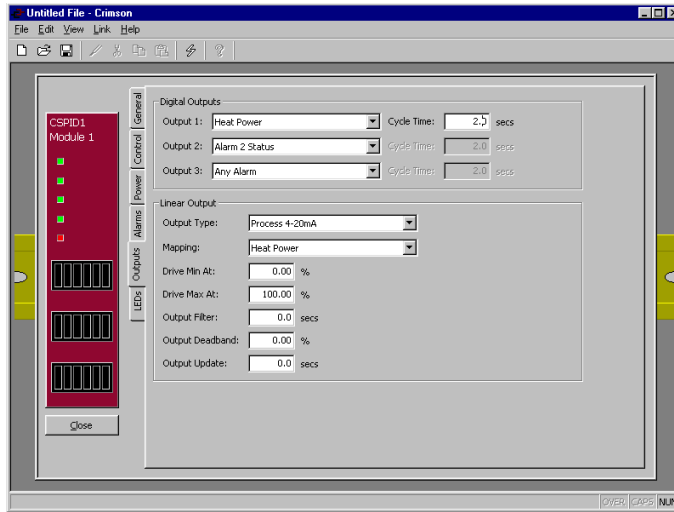 Untitled File - Crimson
File Edit View Link Help
CSPID1
Module 1
Close
General
Control
Power
Alarms
Outputs
LEDs
Digital Outputs
Output 1: Heat Power Cycle Time: 2.5 secs
Output 2: Alarm 2 Status Cycle Time: 2.0 secs
Output 3: Any Alarm Cycle Time: 2.0 secs
Linear Output
Output Type: Process 4-20mA
Mapping: Heat Power
Drive Min At: 0.00 %
Drive Max At: 100.00 %
Output Filter: 0.0 secs
Output Deadband: 0.00 %
Output Update: 0.0 secs
OVER CAPS NUM